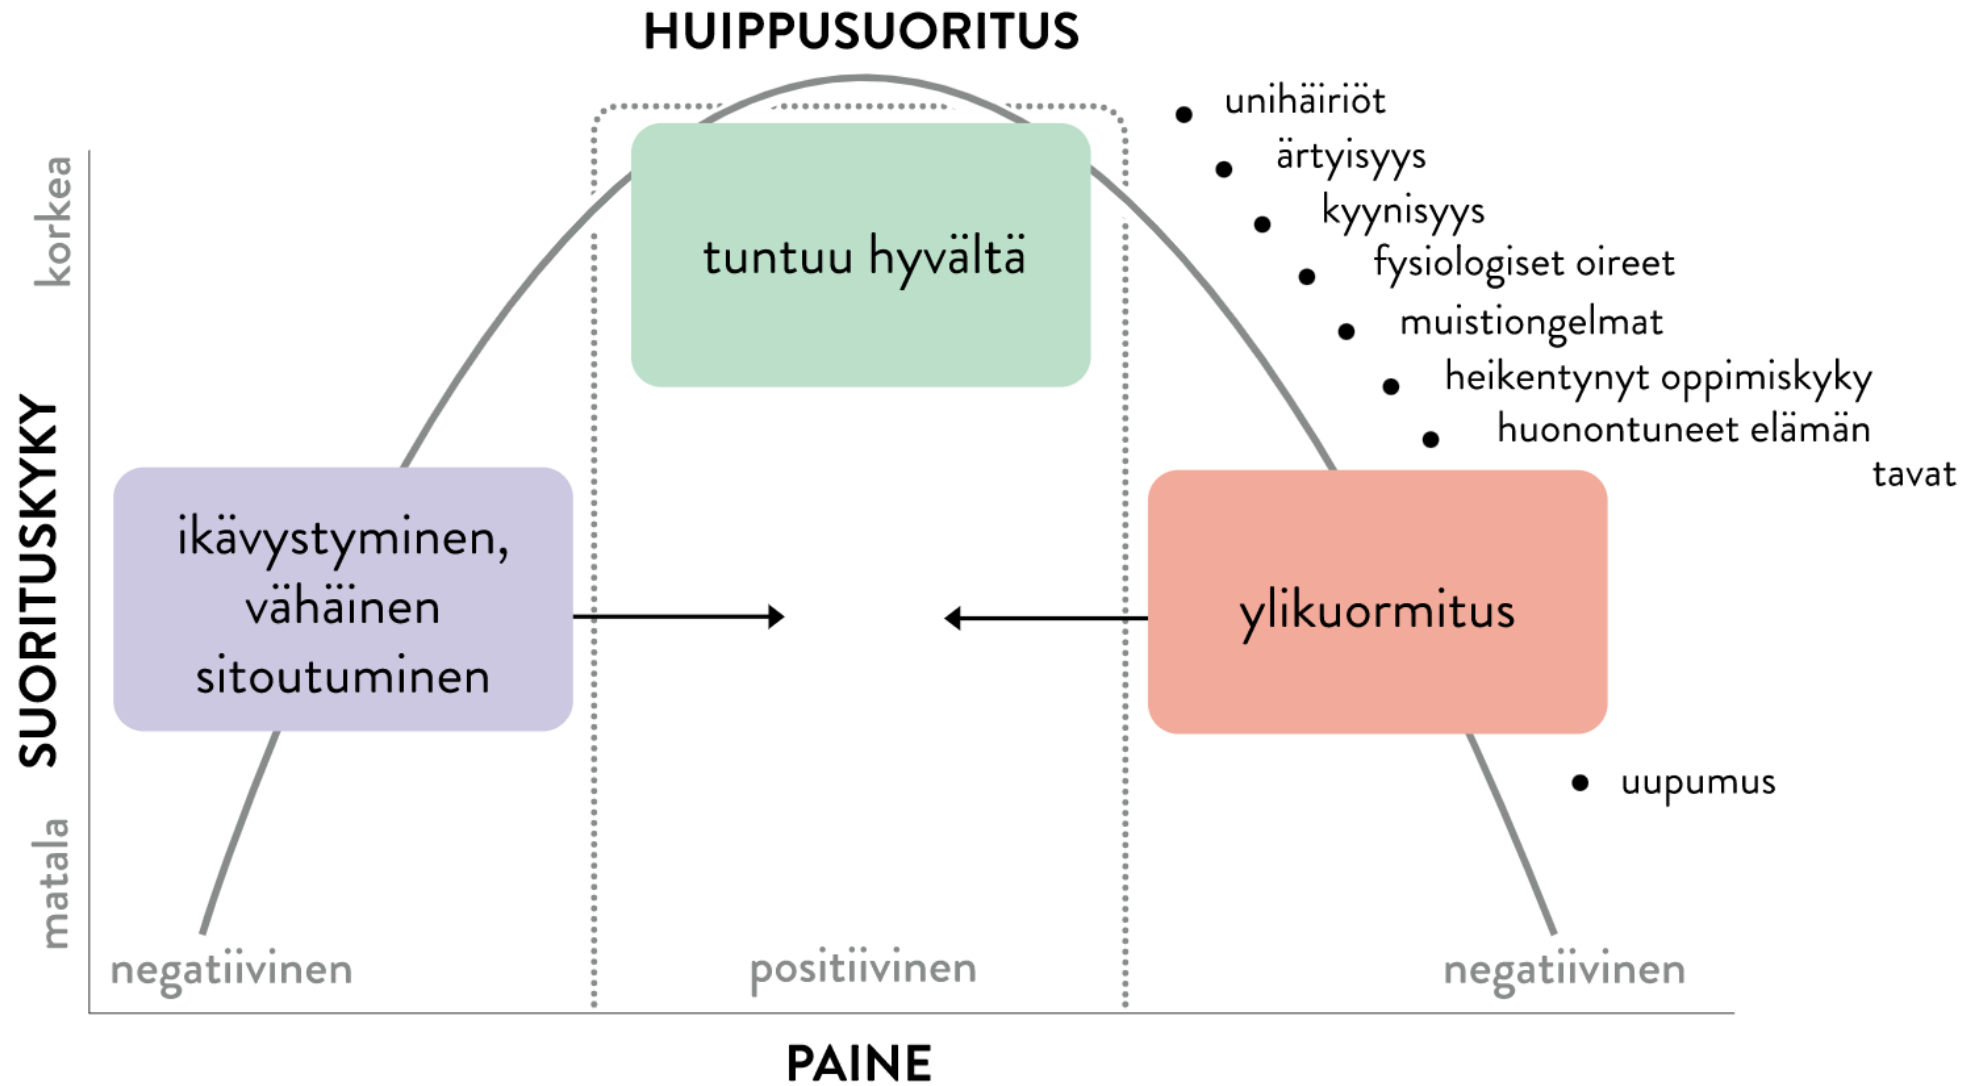 HUIPPUSUORITUS
unihäiriöt
ärtyisyys
kyynisyys
fysiologiset oireet
muistiongelmat
heikentynyt oppimiskyky
huonontuneet elämän
tavat
korkea
tuntuu hyvältä
SUORITUSKYKY
ikävystyminen,
vähäinen
sitoutuminen
ylikuormitus
uupumus
matala
negatiivinen
positiivinen
negatiivinen
PAINE